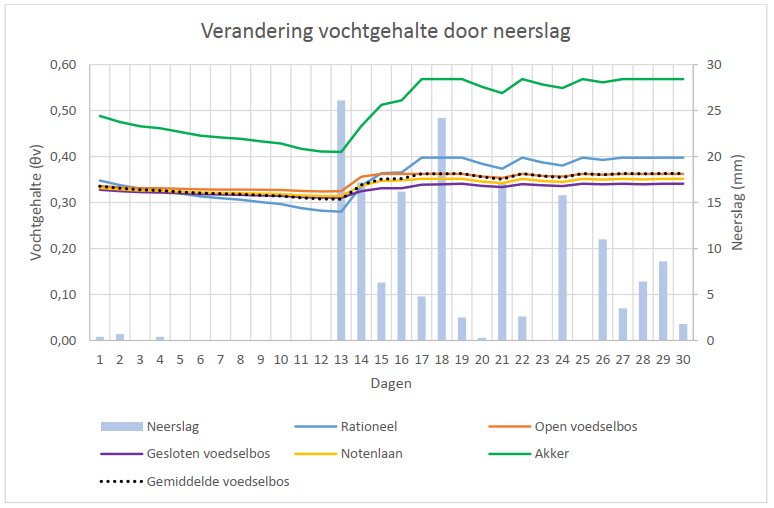 Verandering vochtgehalte door neerslag
0,60
0,50
0,40
0,30
0,20
0,10
0,00
Vochtgehalte (θv)
30
25
20
15
10
5
0
Neerslag (mm)
1 2 3 4 5 6 7 8 9 10 11 12 13 14 15 16 17 18 19 20 21 22 23 24 25 26 27 28 29 30
Dagen
Neerslag Rationeel Open voedselbos
Gesloten voedselbos Notenlaan Akker
Gemiddelde voedselbos